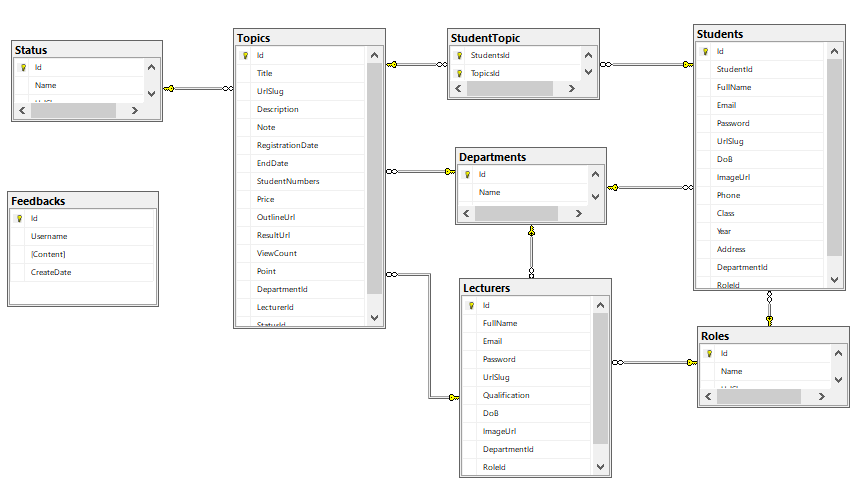 Status
Id
Name
Feedbacks
Id
Username
[Content]
CreateDate
Topics
Id
Title
UrlSlug
Description
Note
RegistrationDate
EndDate
StudentNumbers
Price
OutlineUrl
ResultUrl
ViewCount
Point
DepartmentId
LecturerId
StatusId
StudentTopic
StudentsId
TopicsId
Departments
Id
Name
Lecturers
Id
FullName
Email
Password
UrlSlug
Qualification
DoB
ImageUrl
DepartmentId
RoleId
Students
Id
StudentId
FullName
Email
Password
UrlSlug
DoB
ImageUrl
Phone
Class
Year
Address
DepartmentId
RoleId
Roles
Id
Name